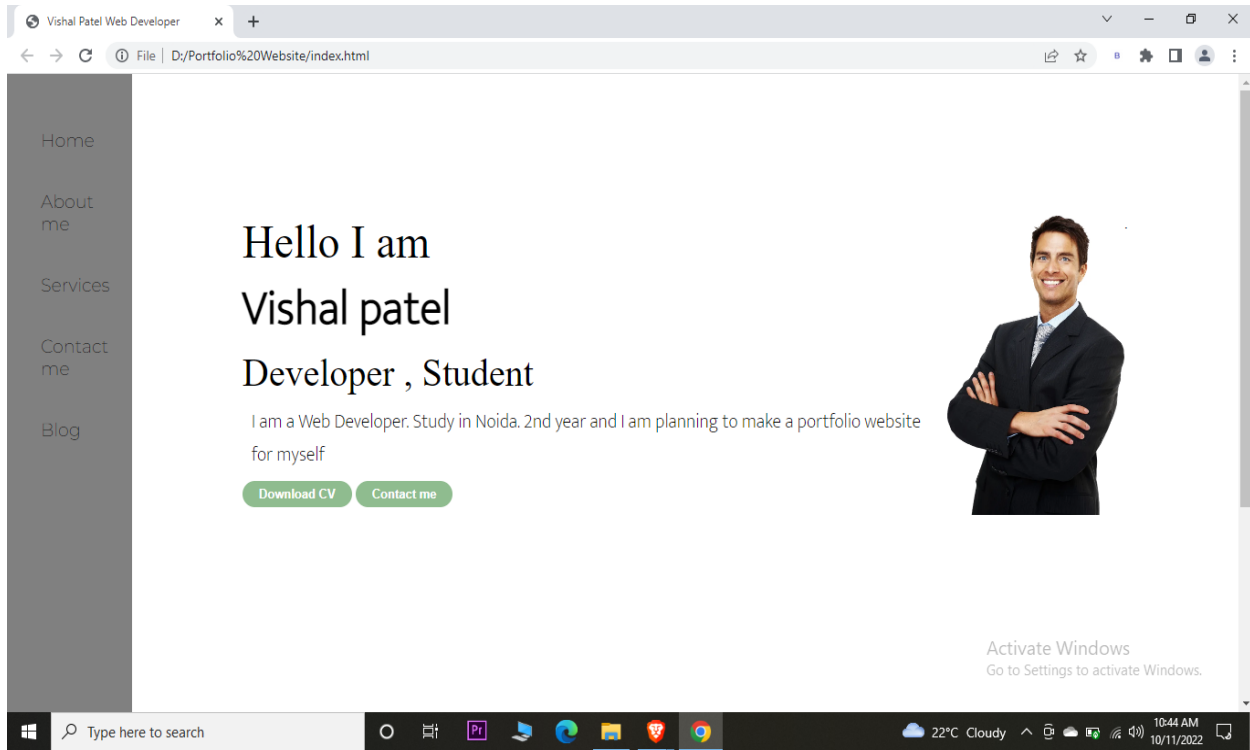 Vishal Patel Web Developer
File | D:/Portfolio%20Website/index.html
B
Home
About
me
Services
Contact
me
Blog
Hello I am
Vishal patel
Developer , Student
I am a Web Developer. Study in Noida. 2nd year and I am planning to make a portfolio website
for myself
Download CV Contact me
Activate Windows
Go to Settings to activate Windows.
Type here to search
Pr
22°C Cloudy
10:44 AM
10/11/2022